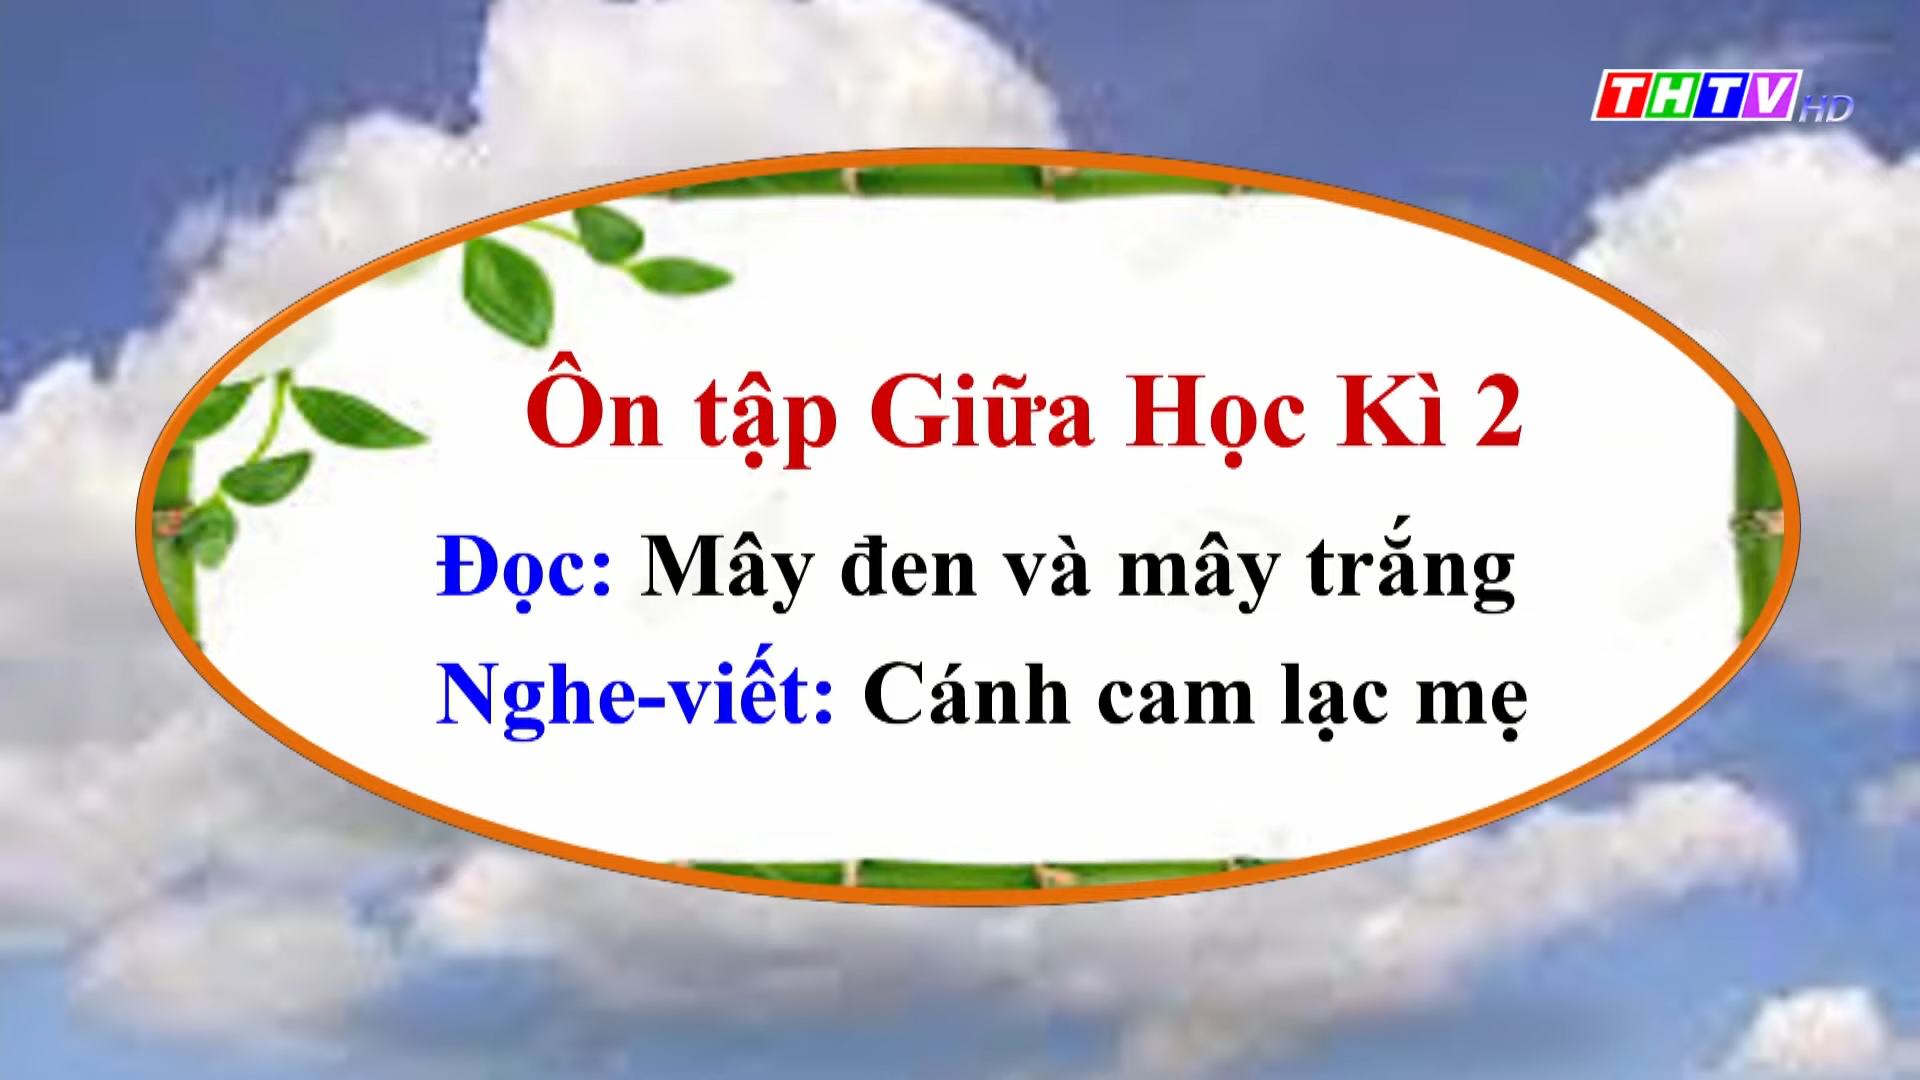 THTV HD
Ôn tập Giữa Học Kì 2
Đọc: Mây đen và mây trắng
Nghe-viết: Cánh cam lạc mẹ